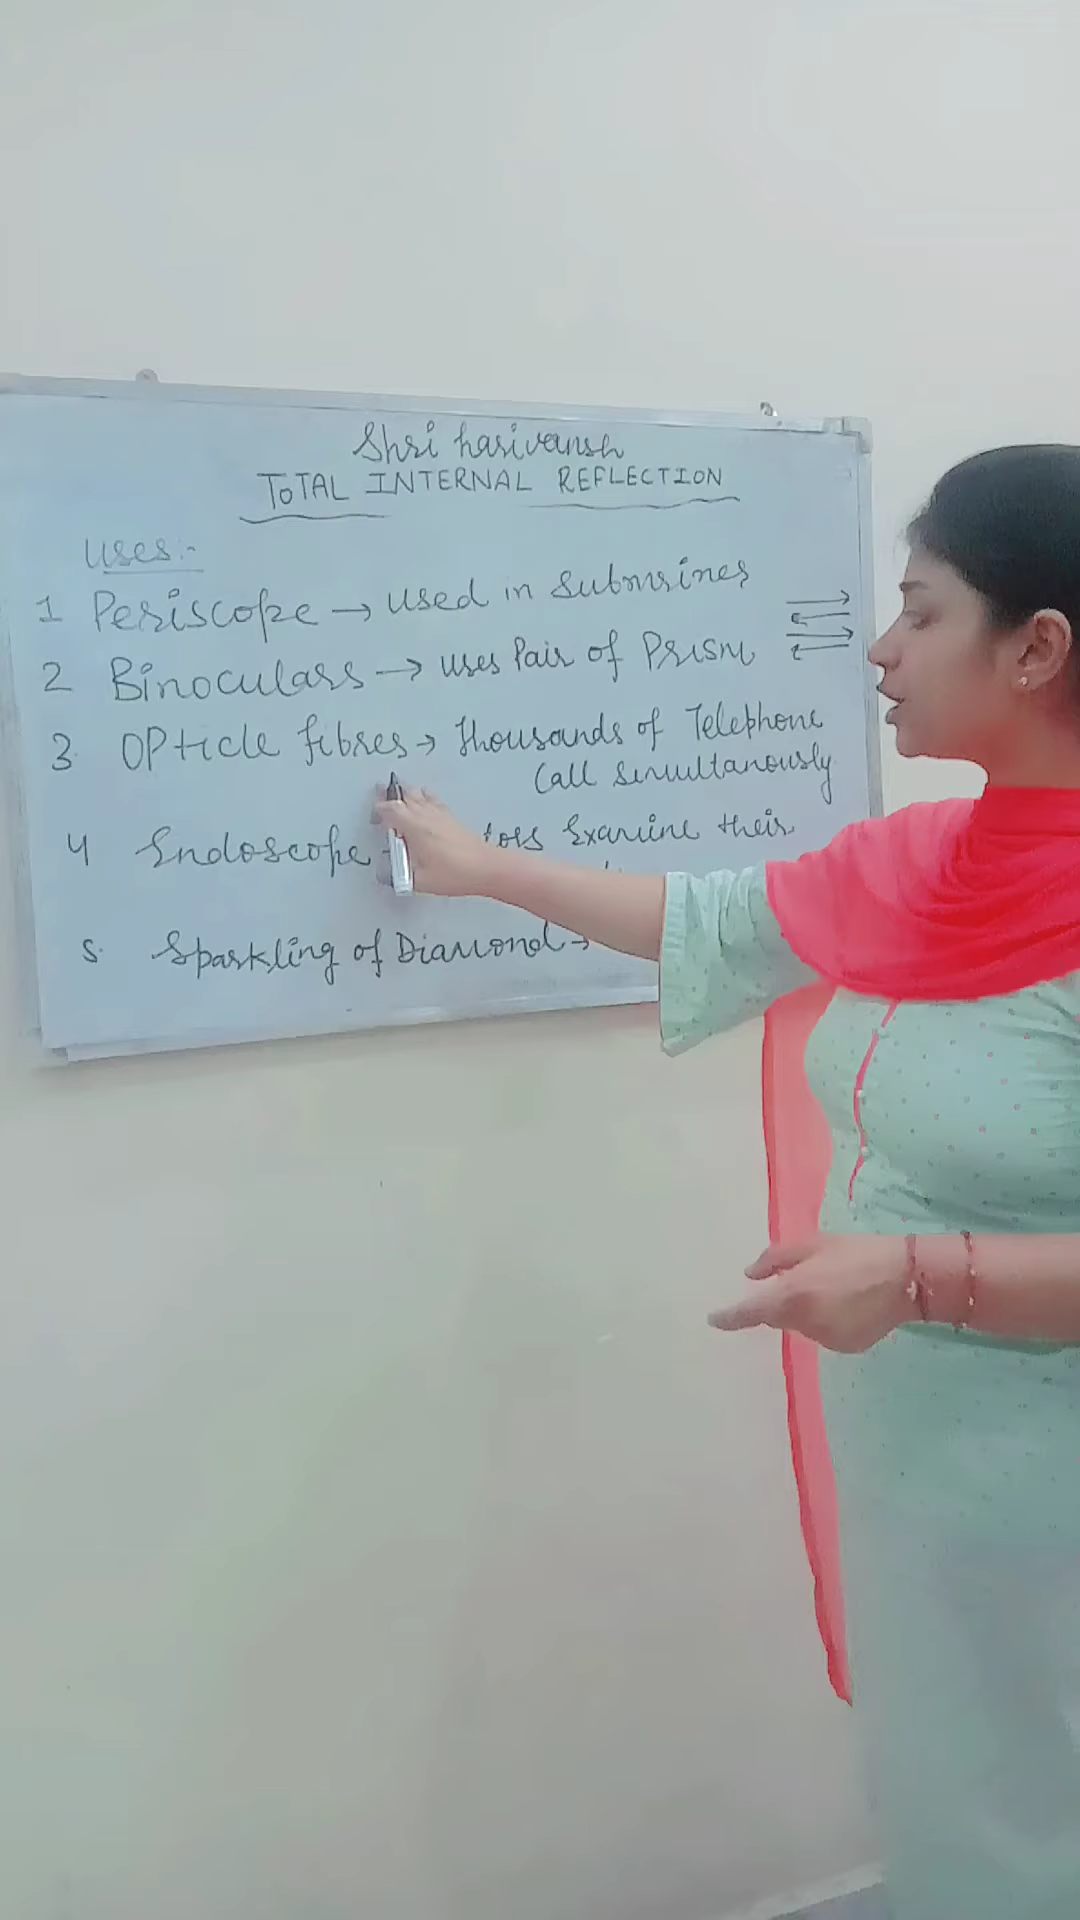 Shri harivansh
TOTAL INTERNAL REFLECTION
uses:-
1 Periscope → used in Submrines
2 Binoculars → uses Pair of Prism
3. OPticle fibres → thousands of Telephone
Call simultanously
4 Endoscope Examine their
5. Sparkling of Diamond →